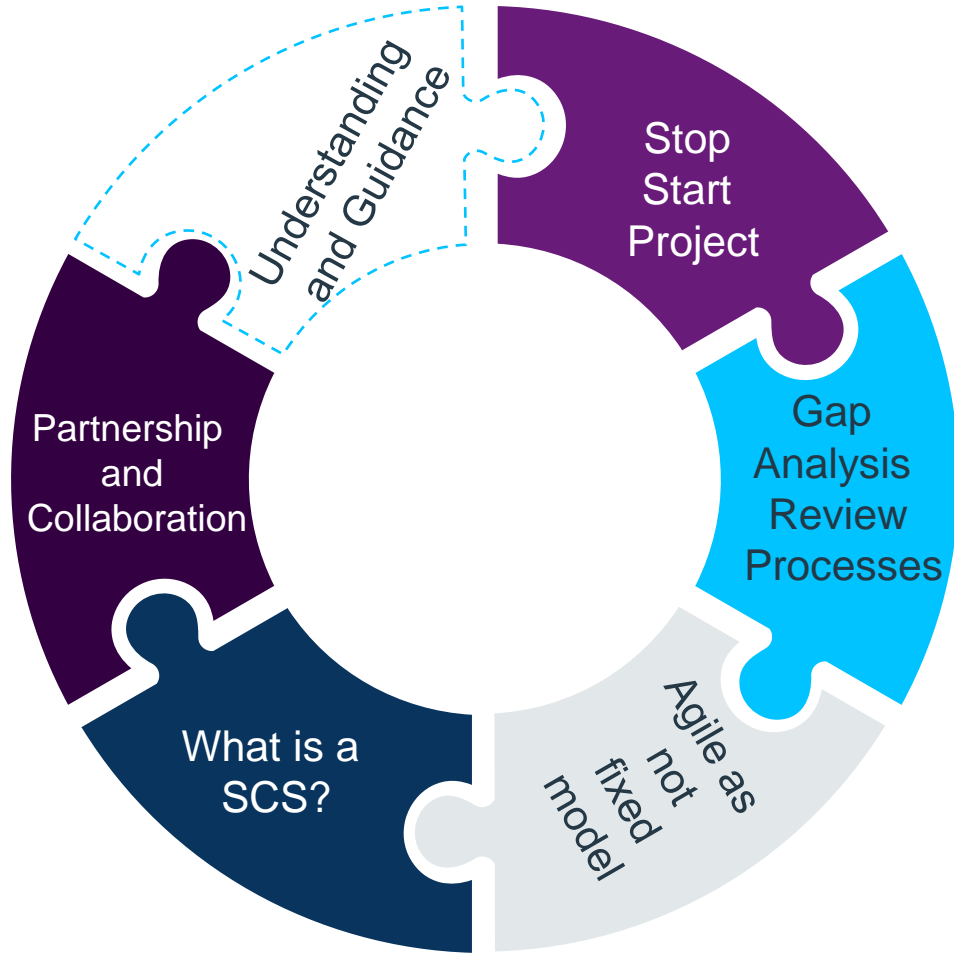 Understanding
and Guidance
Stop
Start
Project
Gap
Analysis
Review
Processes
Agile as
not
fixed
model
What is a
SCS?
Partnership
and
Collaboration